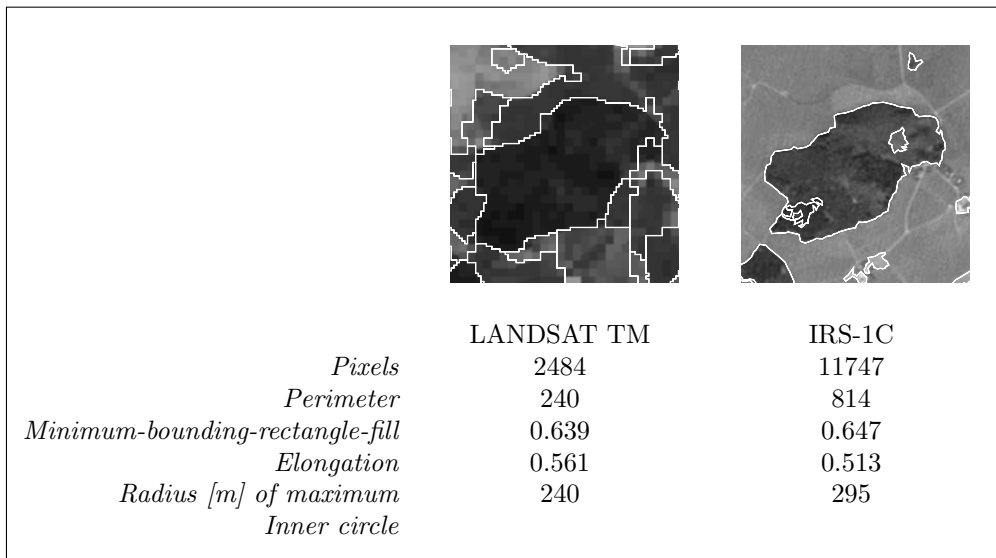 LANDSAT TM IRS-1C
Pixels 2484 11747
Perimeter 240 814
Minimum-bounding-rectangle-fill 0.639 0.647
Elongation 0.561 0.513
Radius [m] of maximum 240 295
Inner circle